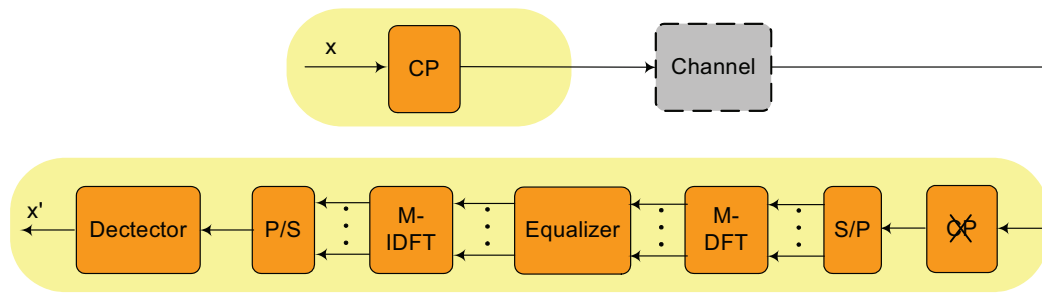 x
CP
Channel
x'
Dectector
P/S
M-
IDFT
Equalizer
M-
DFT
S/P
CP